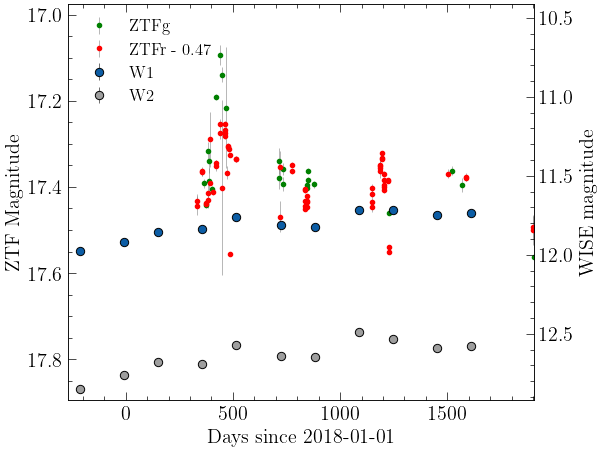 17.0
17.2
17.4
17.6
17.8
ZTF Magnitude
ZTFg
ZTFr - 0.47
W1
W2
10.5
11.0
11.5
12.0
12.5
WISE magnitude
0
500
1000
1500
Days since 2018-01-01